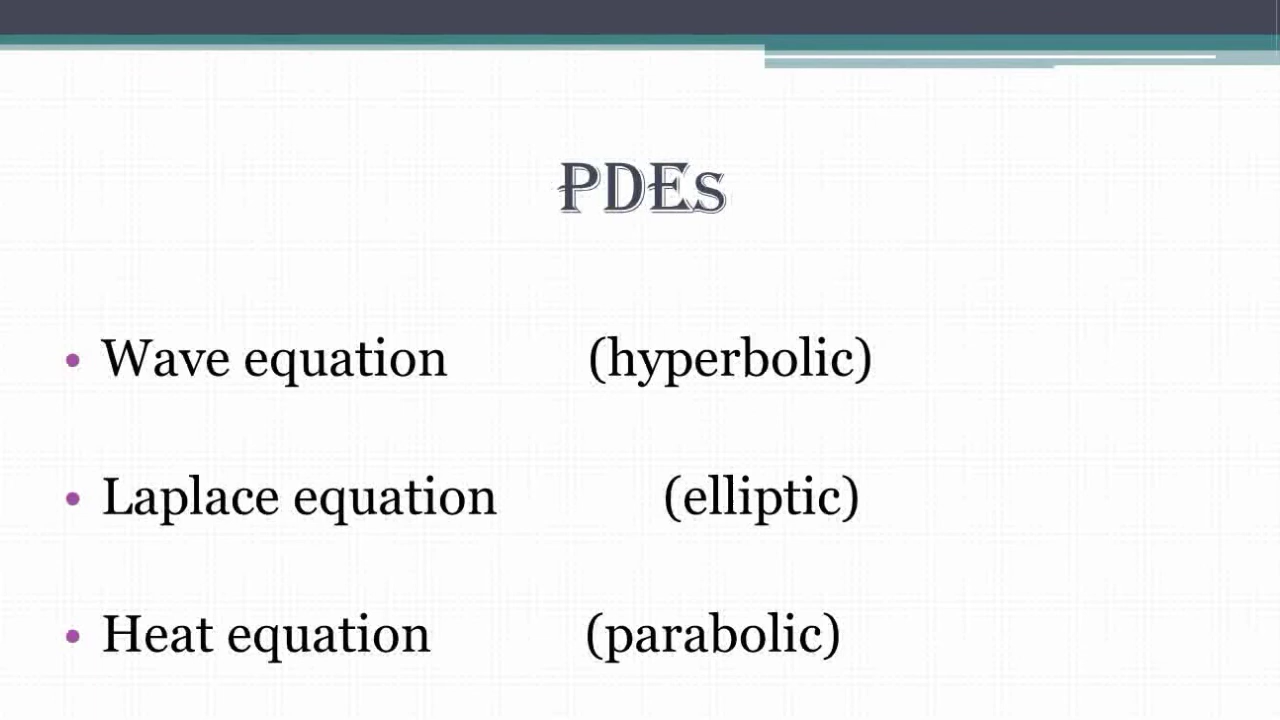 PDEs
• Wave equation (hyperbolic)
• Laplace equation (elliptic)
• Heat equation (parabolic)